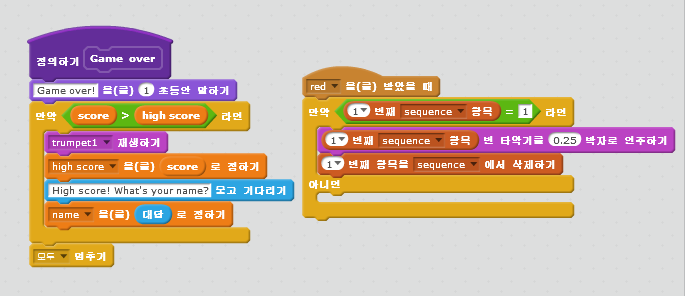 정의하기 Game over
Game over! 을(를) 1 초동안 말하기
만약 score > high score 라면
trumpet1 재생하기
high score 을(를) score 로 정하기
High score! What's your name? 묻고 기다리기
name 을(를) 대답 로 정하기
모두 멈추기
red 을(를) 받았을 때
만약 1 번째 sequence 항목 = 1 라면
1 번째 sequence 항목 번 타악기 0.25 박자로 연주하기
1 번째 항목을 sequence 에서 삭제하기
아니면